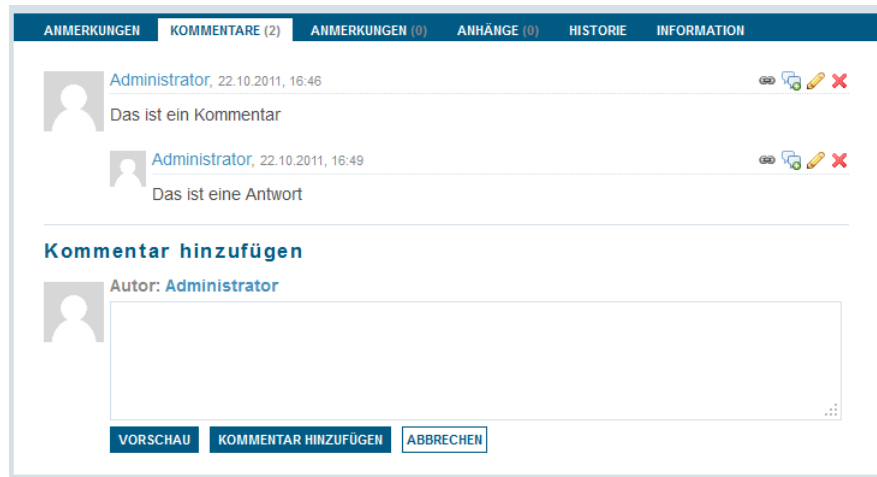 ANMERKUNGEN KOMMENTARE (2) ANMERKUNGEN (0) ANHÄNGE (0) HISTORIE INFORMATION
Administrator, 22.10.2011, 16:46
Das ist ein Kommentar
Administrator, 22.10.2011, 16:49
Das ist eine Antwort
Kommentar hinzufügen
Autor: Administrator
VORSCHAU KOMMENTAR HINZUFÜGEN ABBRECHEN